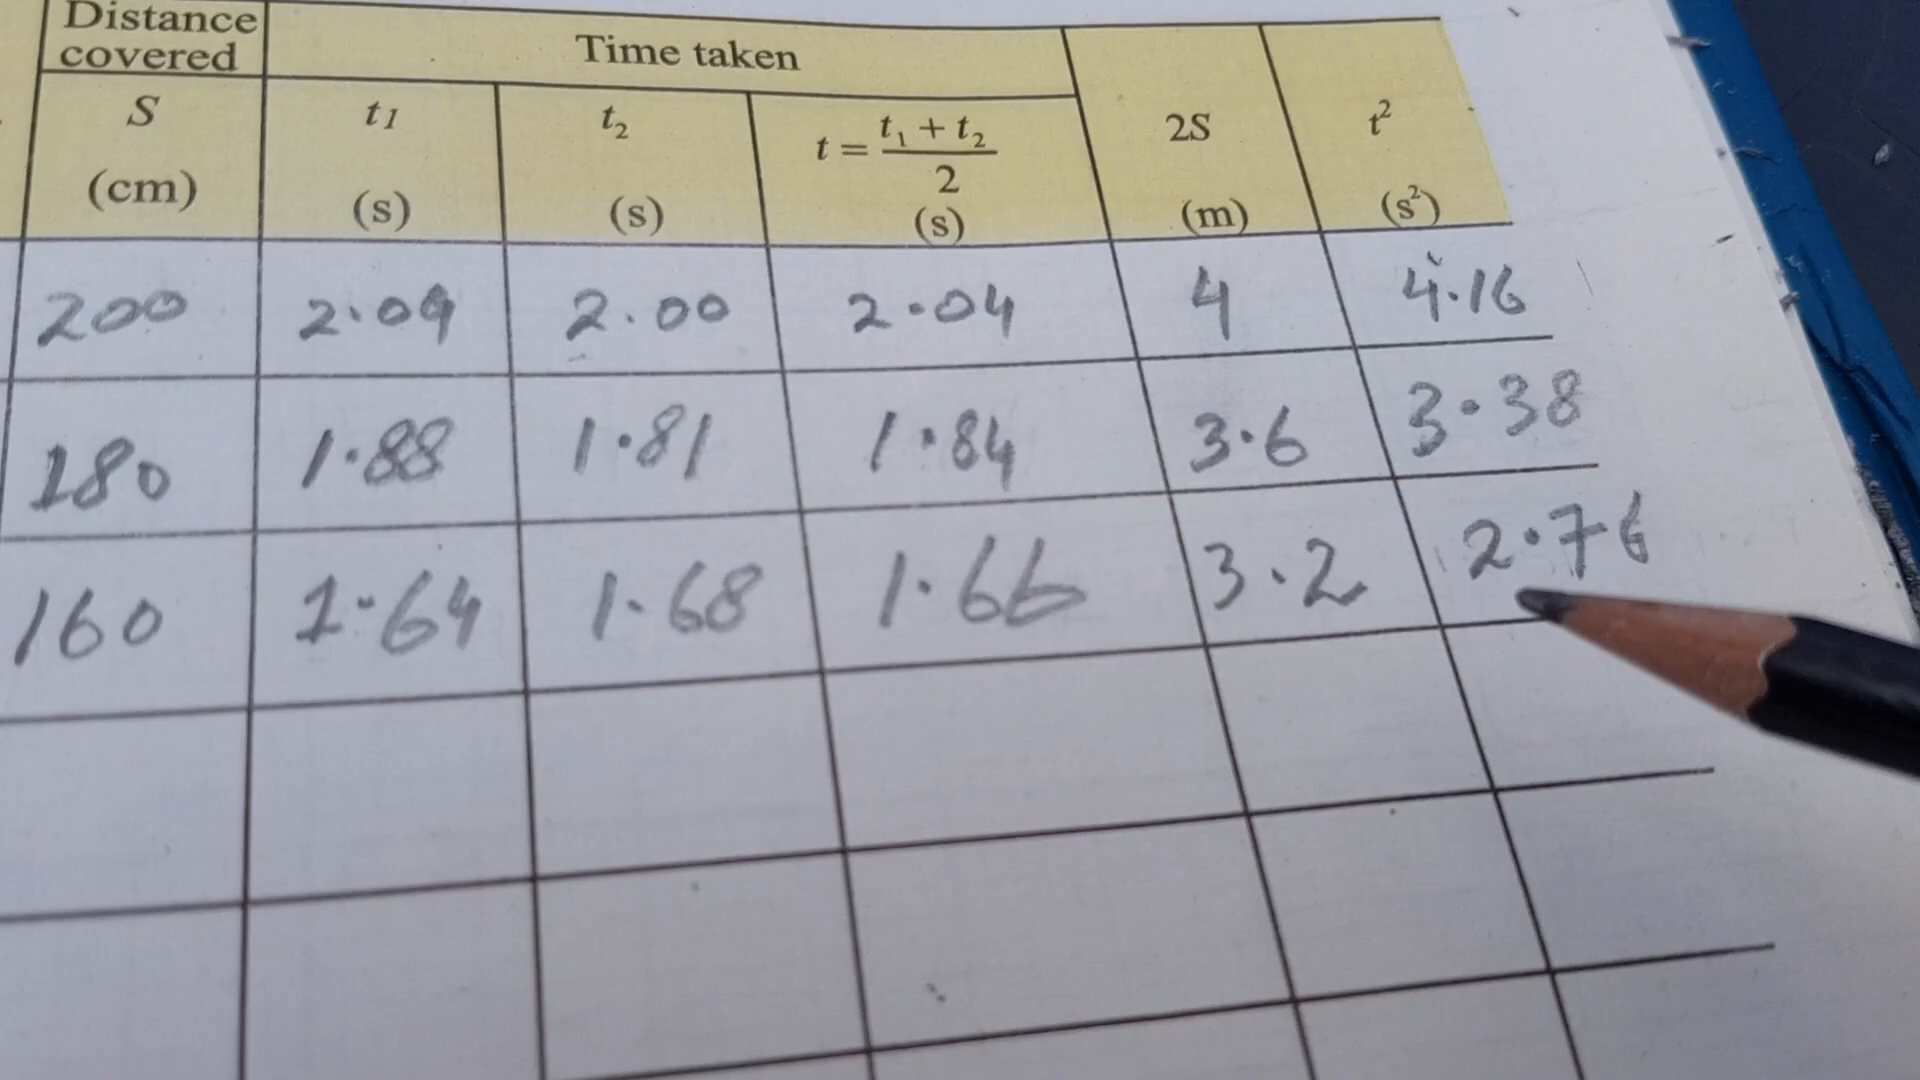 Distance covered Time taken
S (cm) t1 (s) t₂ (s) t = (t₁ + t₂)/2 (s) 2S (m) t² (s²)
200 2.09 2.00 2.04 4 4.16
180 1.88 1.81 1.84 3.6 3.38
160 1.64 1.68 1.66 3.2 2.76